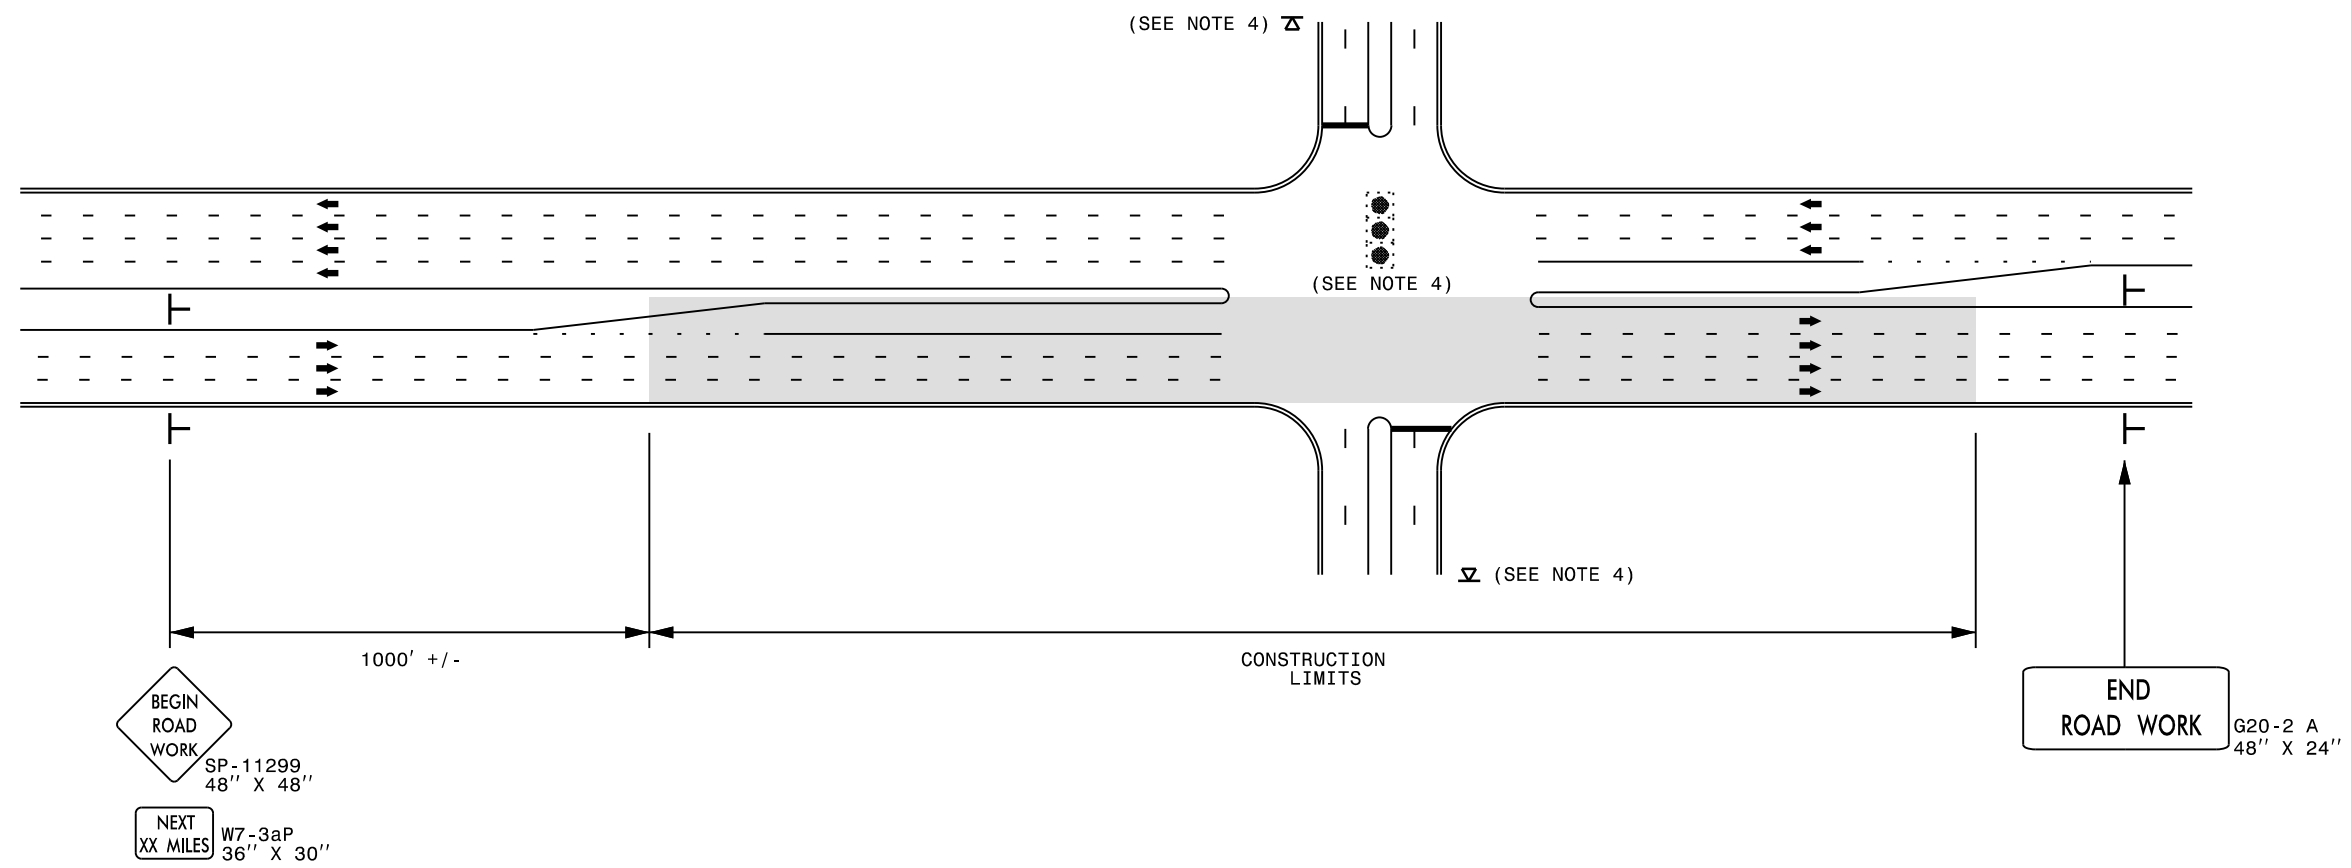 (SEE NOTE 4)
(SEE NOTE 4)
(SEE NOTE 4)
1000' +/-
CONSTRUCTION
LIMITS
BEGIN
ROAD
WORK
SP-11299
48'' X 48''
NEXT
XX MILES
W7-3aP
36'' X 30''
END
ROAD WORK
G20-2 A
48'' X 24''